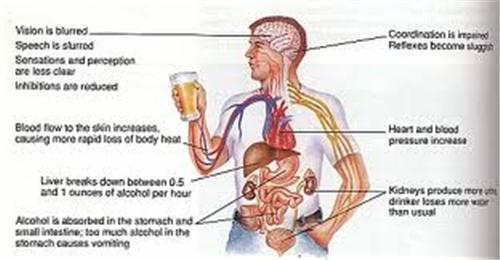 Vision is blurred
Speech is slurred
Sensations and perception
are less clear
Inhibitions are reduced
Blood flow to the skin increases,
causing more rapid loss of body heat
Liver breaks down between 0.5
and 1 ounces of alcohol per hour
Alcohol is absorbed in the stomach and
small intestine; too much alcohol in the
stomach causes vomiting
Coordination is impaired
Reflexes become sluggish
Heart and blood
pressure increase
Kidneys produce more
drinker loses more water
than usual